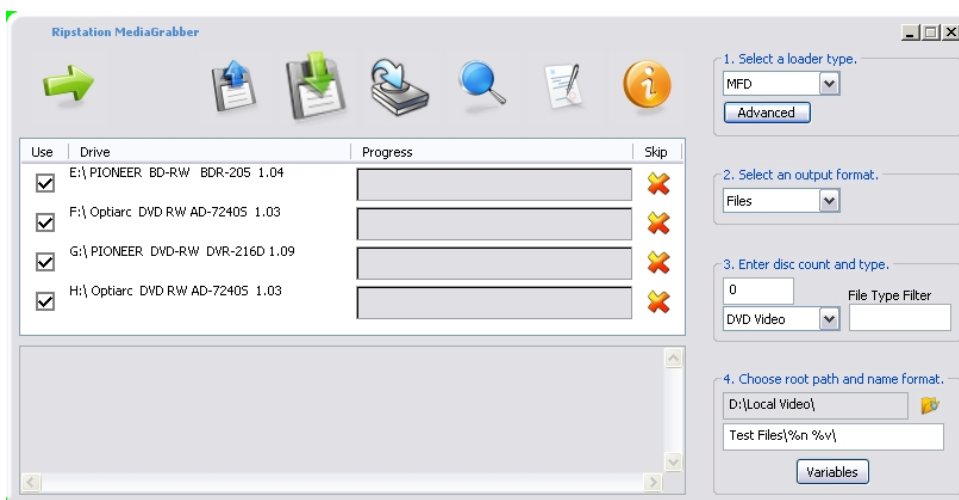 Ripstation MediaGrabber
Use Drive Progress Skip
E:\ PIONEER BD-RW BDR-205 1.04
F:\ Optiarc DVD RW AD-7240S 1.03
G:\ PIONEER DVD-RW DVR-216D 1.09
H:\ Optiarc DVD RW AD-7240S 1.03
1. Select a loader type.
MFD
Advanced
2. Select an output format.
Files
3. Enter disc count and type.
0
File Type Filter
DVD Video
4. Choose root path and name format.
D:\Local Video\
Test Files\%n %v\
Variables